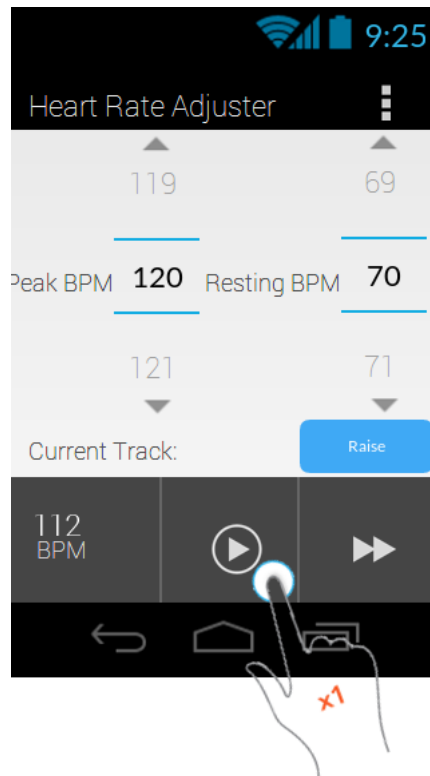 9:25
Heart Rate Adjuster
119 69
Peak BPM 120 Resting BPM 70
121 71
Current Track: Raise
112
BPM
x1